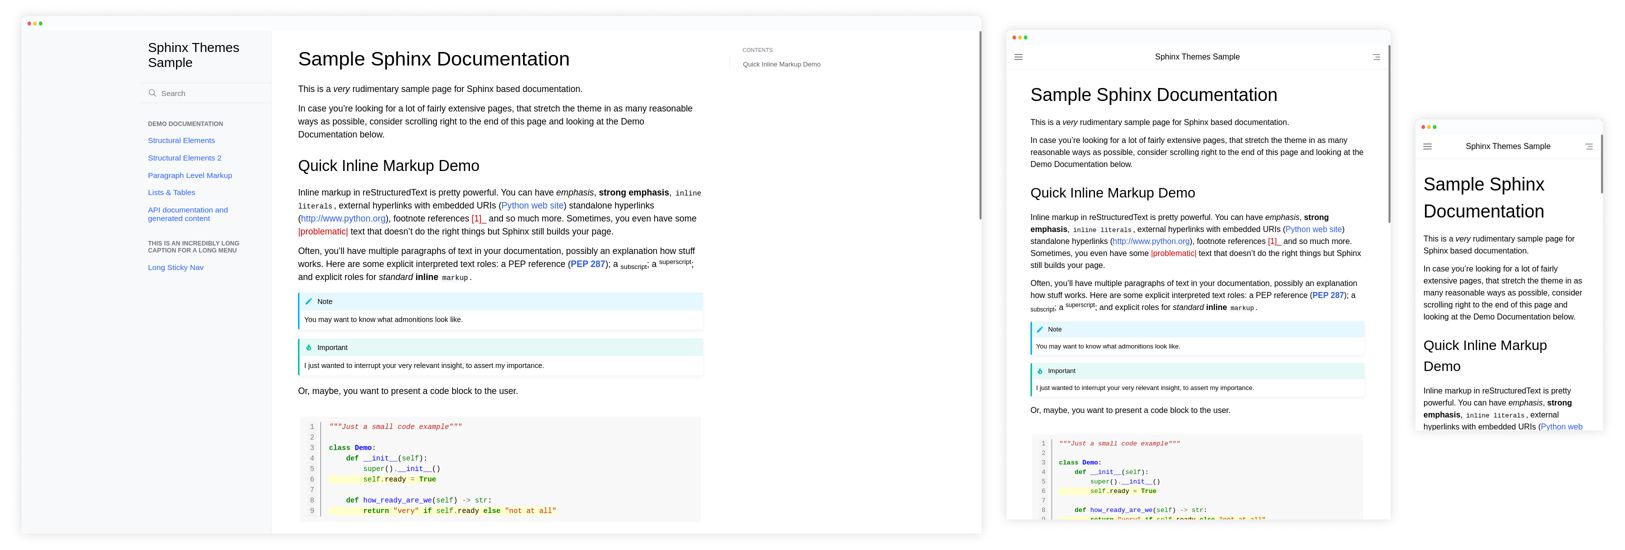 Sphinx Themes
Sample
Search
DEMO DOCUMENTATION
Structural Elements
Structural Elements 2
Paragraph Level Markup
Lists & Tables
API documentation and
generated content
THIS IS AN INCREDIBLY LONG
CAPTION FOR A LONG MENU
Long Sticky Nav
Sample Sphinx Documentation
This is a very rudimentary sample page for Sphinx based documentation.
In case you’re looking for a lot of fairly extensive pages, that stretch the theme in as many reasonable
ways as possible, consider scrolling right to the end of this page and looking at the Demo
Documentation below.
Quick Inline Markup Demo
Inline markup in reStructuredText is pretty powerful. You can have emphasis, strong emphasis, inline
literals, external hyperlinks with embedded URIs (Python web site) standalone hyperlinks
(http://www.python.org), footnote references [1]_ and so much more. Sometimes, you even have some
|problematic| text that doesn’t do the right things but Sphinx still builds your page.
Often, you’ll have multiple paragraphs of text in your documentation, possibly an explanation how stuff
works. Here are some explicit interpreted text roles: a PEP reference (PEP 287); a subscript; a superscript;
and explicit roles for standard inline markup.
Note
You may want to know what admonitions look like.
Important
I just wanted to interrupt your very relevant insight, to assert my importance.
Or, maybe, you want to present a code block to the user.
1 """Just a small code example"""
2
3 class Demo:
4     def __init__(self):
5         super().__init__()
6         self.ready = True
7
8     def how_ready_are_we(self) -> str:
9         return "very" if self.ready else "not at all"
CONTENTS
Quick Inline Markup Demo
Sphinx Themes Sample
Sample Sphinx Documentation
This is a very rudimentary sample page for Sphinx based documentation.
In case you’re looking for a lot of fairly extensive pages, that stretch the theme in as many
reasonable ways as possible, consider scrolling right to the end of this page and looking at the
Demo Documentation below.
Quick Inline Markup Demo
Inline markup in reStructuredText is pretty powerful. You can have emphasis, strong
emphasis, inline literals, external hyperlinks with embedded URIs (Python web site)
standalone hyperlinks (http://www.python.org), footnote references [1]_ and so much more.
Sometimes, you even have some |problematic| text that doesn’t do the right things but Sphinx
still builds your page.
Often, you’ll have multiple paragraphs of text in your documentation, possibly an explanation
how stuff works. Here are some explicit interpreted text roles: a PEP reference (PEP 287); a
subscript; a superscript; and explicit roles for standard inline markup.
Note
You may want to know what admonitions look like.
Important
I just wanted to interrupt your very relevant insight, to assert my importance.
Or, maybe, you want to present a code block to the user.
1 """Just a small code example"""
2
3 class Demo:
4     def __init__(self):
5         super().__init__()
6         self.ready = True
7
8     def how_ready_are_we(self) -> str:
9         return "very" if self.ready else "not at all"
Sphinx Themes Sample
Sample Sphinx
Documentation
This is a very rudimentary sample page for
Sphinx based documentation.
In case you’re looking for a lot of fairly
extensive pages, that stretch the theme in as
many reasonable ways as possible, consider
scrolling right to the end of this page and
looking at the Demo Documentation below.
Quick Inline Markup
Demo
Inline markup in reStructuredText is pretty
powerful. You can have emphasis, strong
emphasis, inline literals, external
hyperlinks with embedded URIs (Python web